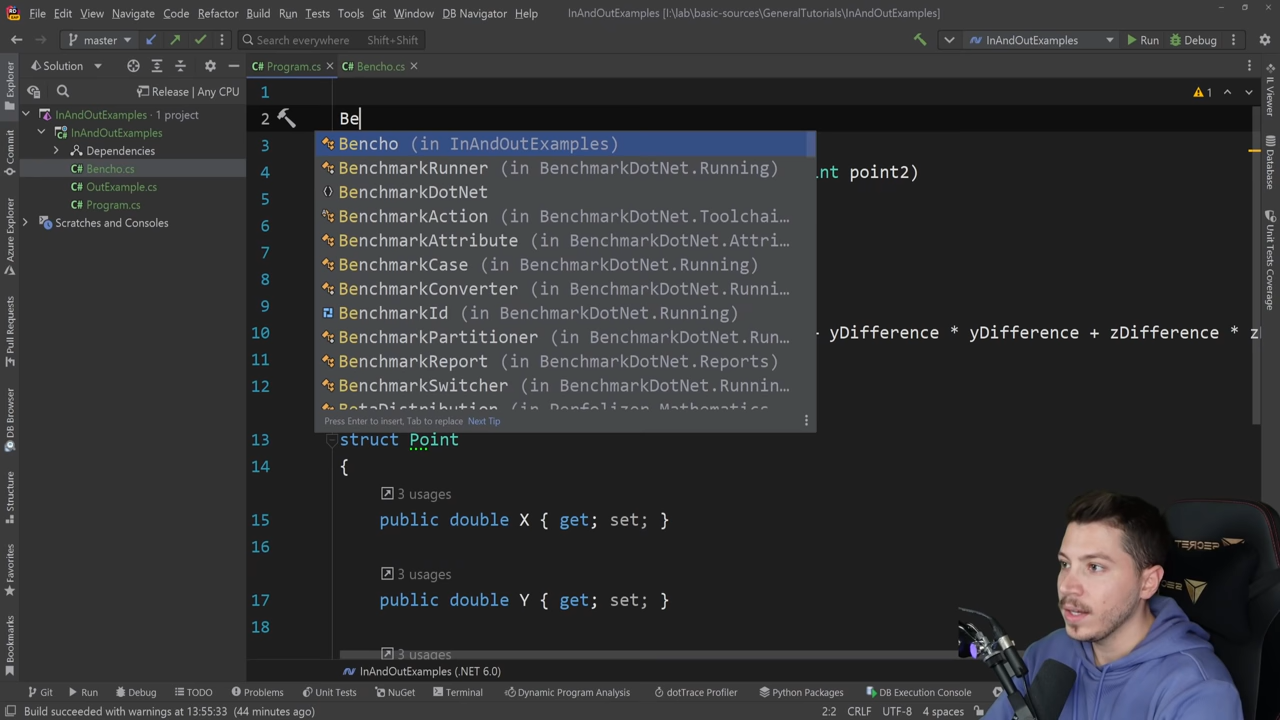 File Edit View Navigate Code Refactor Build Run Tests Tools Git Window DB Navigator Help InAndOutExamples [I:\lab\basic-sources\GeneralTutorials\InAndOutExamples]
master Search everywhere Shift+Shift InAndOutExamples Run Debug
Solution C# Program.cs C# Bencho.cs
Release | Any CPU
InAndOutExamples · 1 project
InAndOutExamples
Dependencies
C# Bencho.cs
C# OutExample.cs
C# Program.cs
Scratches and Consoles
Explorer
Commit
Azure Explorer
Pull Requests
DB Browser
Structure
Favorites
Bookmarks
1
2 Be
3
4 int point2)
5
6
7
8
9
10 yDifference * yDifference + zDifference * z
11
12
Bencho (in InAndOutExamples)
BenchmarkRunner (in BenchmarkDotNet.Running)
BenchmarkDotNet
BenchmarkAction (in BenchmarkDotNet.Toolchai...
BenchmarkAttribute (in BenchmarkDotNet.Attri...
BenchmarkCase (in BenchmarkDotNet.Running)
BenchmarkConverter (in BenchmarkDotNet.Runni...
BenchmarkId (in BenchmarkDotNet.Running)
BenchmarkPartitioner (in BenchmarkDotNet.Run...
BenchmarkReport (in BenchmarkDotNet.Reports)
BenchmarkSwitcher (in BenchmarkDotNet.Runnin...
Press Enter to insert, Tab to replace Next Tip
13 struct Point
14 {
3 usages
15 public double X { get; set; }
16
3 usages
17 public double Y { get; set; }
18
3 usages
1
IL Viewer
Database
Unit Tests Coverage
InAndOutExamples (.NET 6.0)
Git Run Debug TODO Problems Unit Tests NuGet Terminal Dynamic Program Analysis dotTrace Profiler Python Packages DB Execution Console
Build succeeded with warnings at 13:55:33 (44 minutes ago) 2:2 CRLF UTF-8 4 spaces